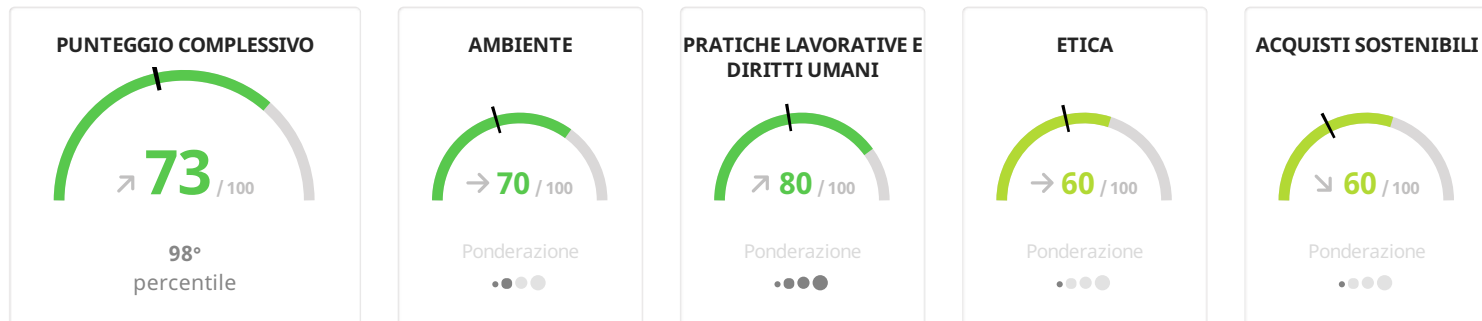 PUNTEGGIO COMPLESSIVO
73 / 100
98°
percentile
AMBIENTE
70 / 100
Ponderazione
PRATICHE LAVORATIVE E
DIRITTI UMANI
80 / 100
Ponderazione
ETICA
60 / 100
Ponderazione
ACQUISTI SOSTENIBILI
60 / 100
Ponderazione